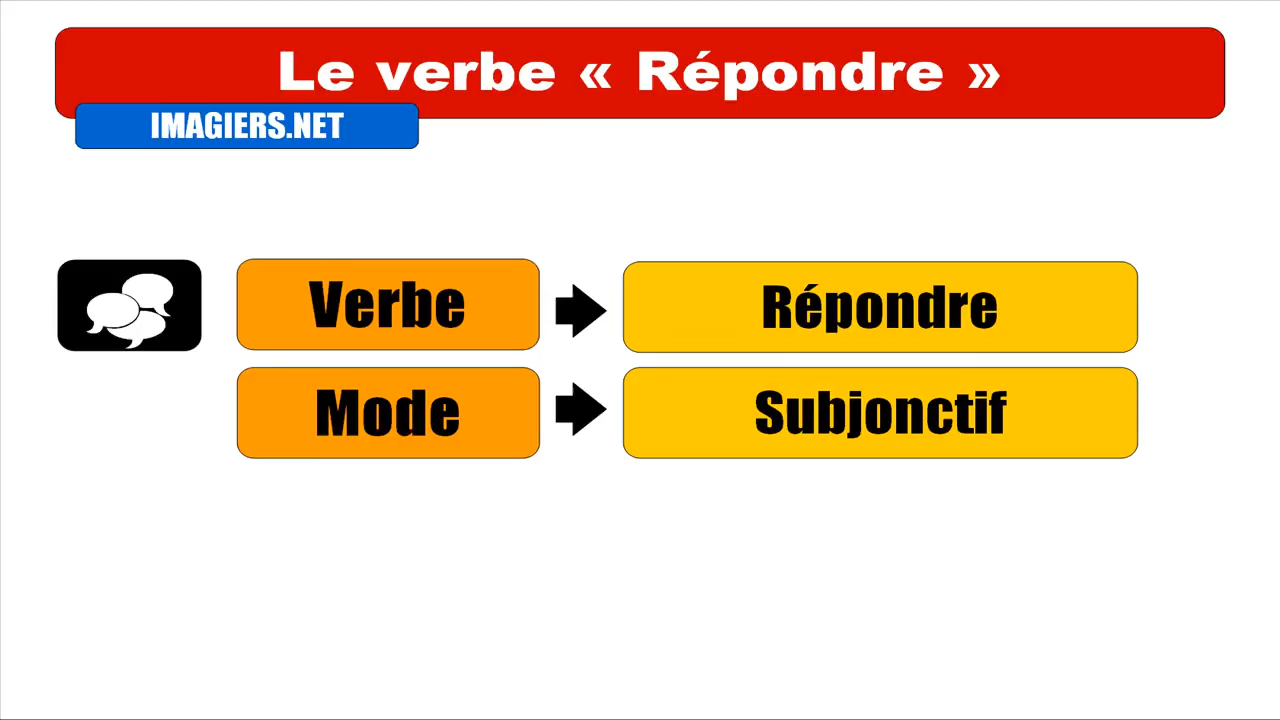 Le verbe « Répondre »
IMAGIERS.NET
Verbe Répondre
Mode Subjonctif